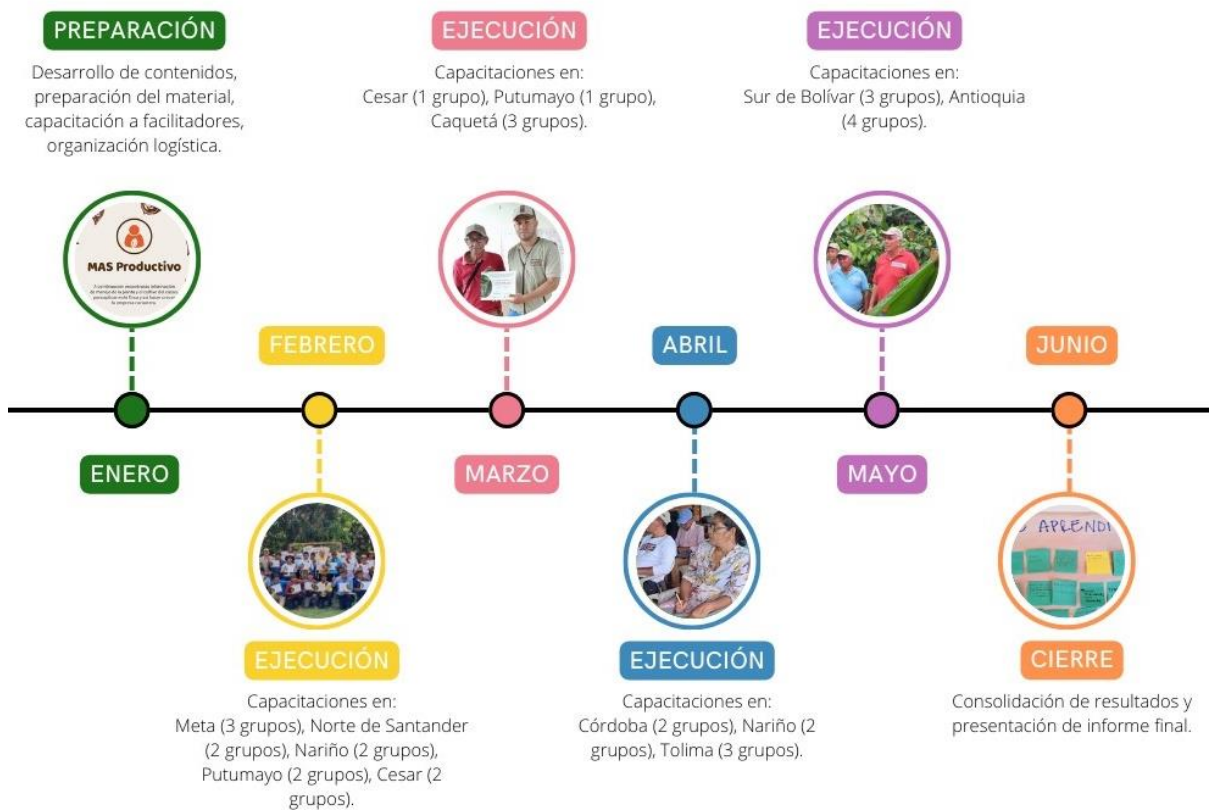 PREPARACIÓN
Desarrollo de contenidos,
preparación del material,
capacitación a facilitadores,
organización logística.
MAS Productivo
ENERO
FEBRERO
EJECUCIÓN
Capacitaciones en:
Meta (3 grupos), Norte de Santander
(2 grupos), Nariño (2 grupos),
Putumayo (2 grupos), Cesar (2
grupos).
EJECUCIÓN
Capacitaciones en:
Cesar (1 grupo), Putumayo (1 grupo),
Caquetá (3 grupos).
MARZO
ABRIL
EJECUCIÓN
Capacitaciones en:
Córdoba (2 grupos), Nariño (2
grupos), Tolima (3 grupos).
EJECUCIÓN
Capacitaciones en:
Sur de Bolívar (3 grupos), Antioquia
(4 grupos).
MAYO
JUNIO
APRENDI
CIERRE
Consolidación de resultados y
presentación de informe final.